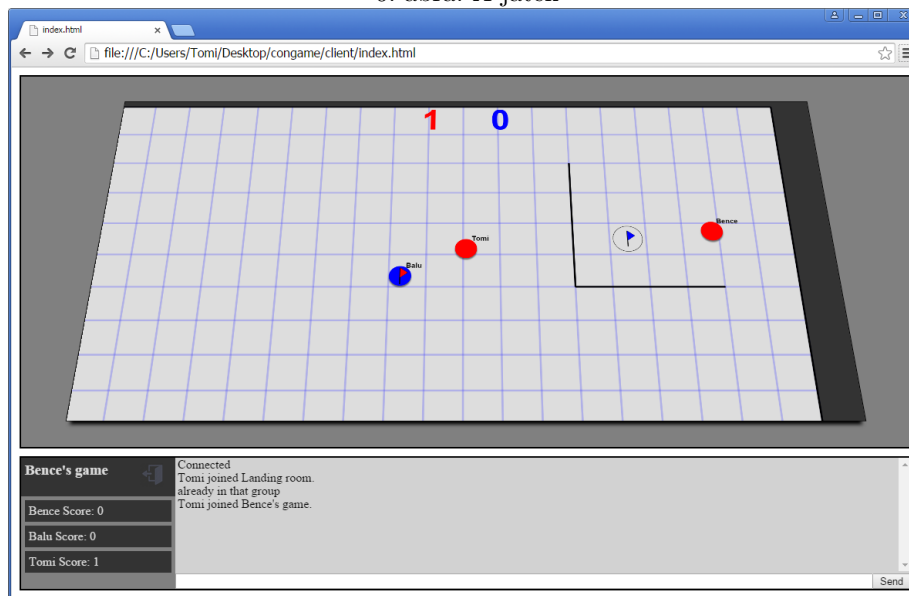 index.html
file:///C:/Users/Tomi/Desktop/congame/client/index.html
1 0
Bence
Tomi
Balu
Bence's game
Bence Score: 0
Balu Score: 0
Tomi Score: 1
Connected
Tomi joined Landing room.
already in that group
Tomi joined Bence's game.
Send